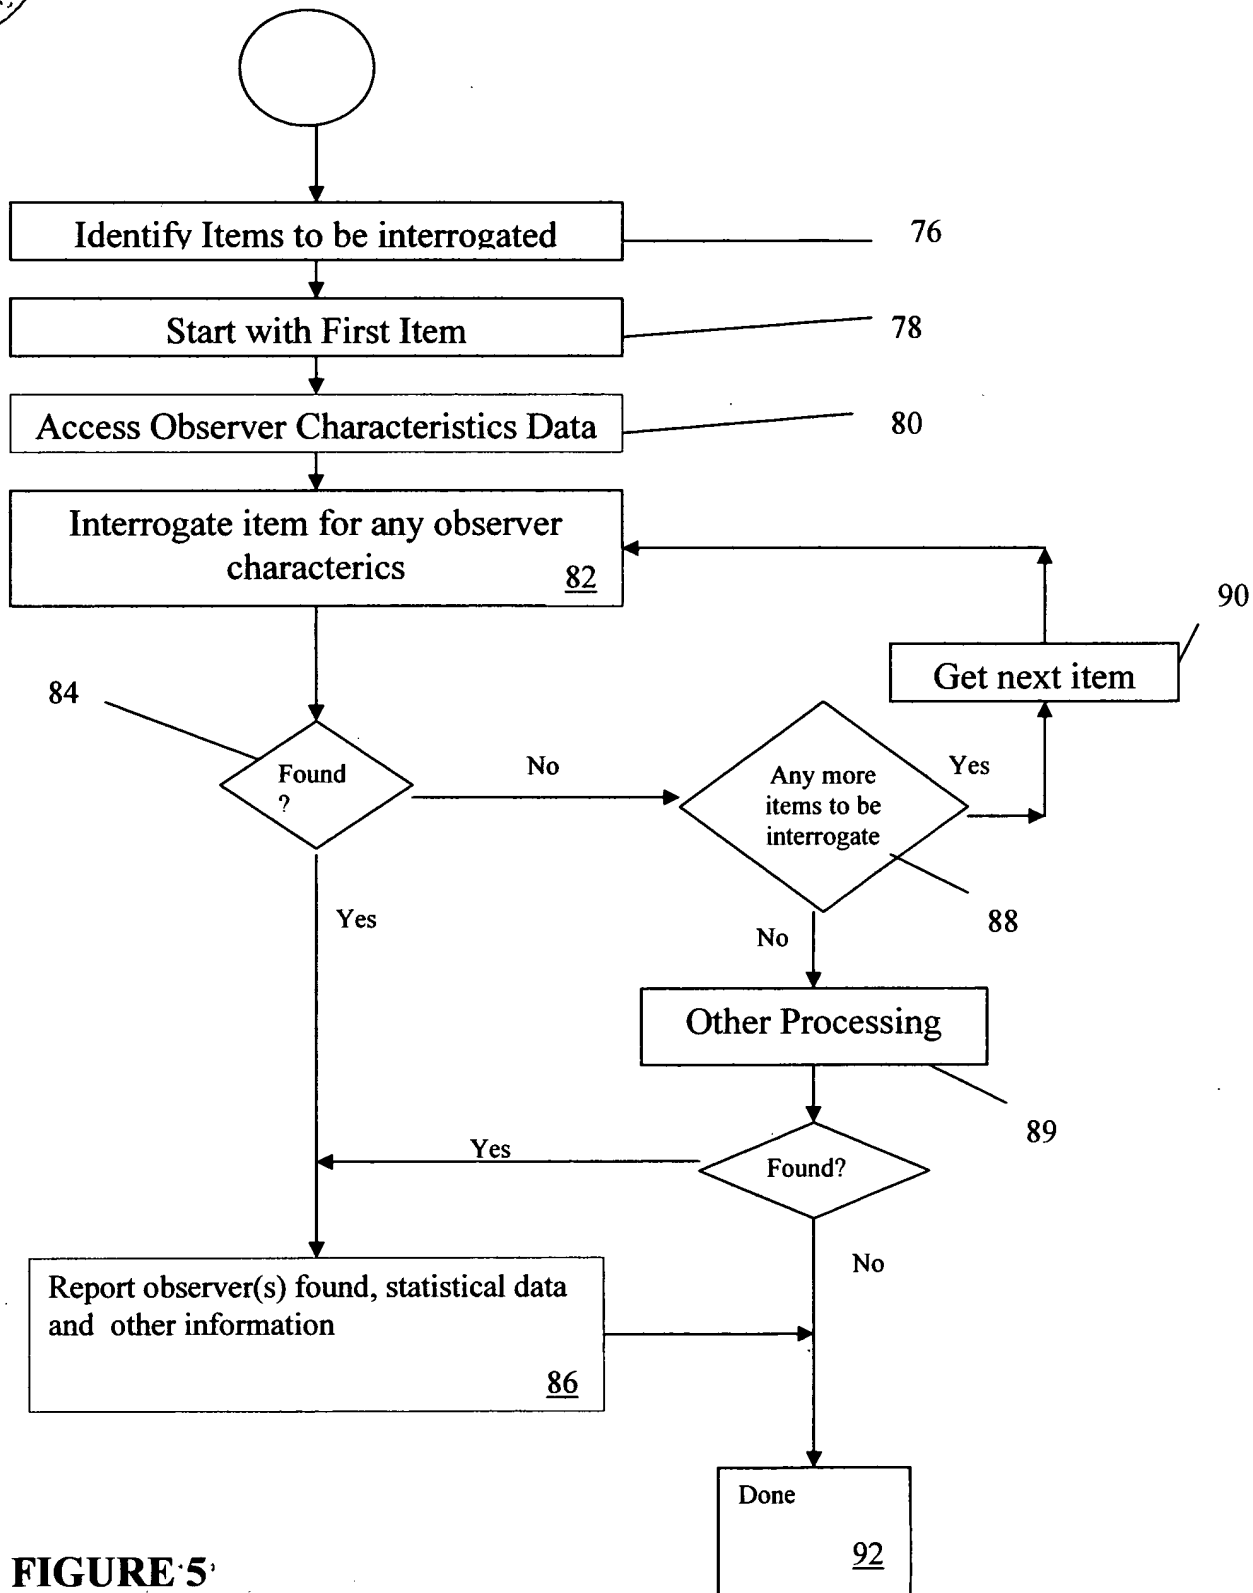 Identify Items to be interrogated
76
Start with First Item
78
Access Observer Characteristics Data
80
Interrogate item for any observer
characterics
82
90
Get next item
84
Found
?
No
Any more
items to be
interrogate
Yes
88
Yes
No
Other Processing
89
Yes
Found?
No
Report observer(s) found, statistical data
and other information
86
Done
92
FIGURE 5